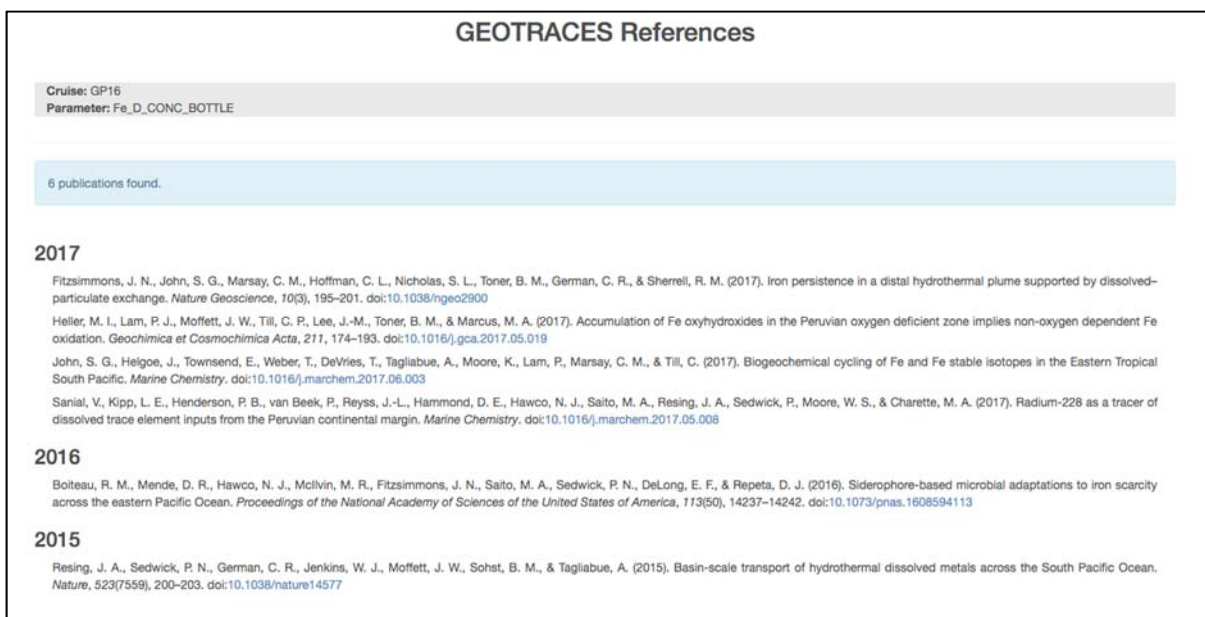 GEOTRACES References
Cruise: GP16
Parameter: Fe_D_CONC_BOTTLE
6 publications found.
2017
Fitzsimmons, J. N., John, S. G., Marsay, C. M., Hoffman, C. L., Nicholas, S. L., Toner, B. M., German, C. R., & Sherrell, R. M. (2017). Iron persistence in a distal hydrothermal plume supported by dissolved–
particulate exchange. Nature Geoscience, 10(3), 195–201. doi:10.1038/ngeo2900
Heller, M. I., Lam, P. J., Moffett, J. W., Till, C. P., Lee, J.-M., Toner, B. M., & Marcus, M. A. (2017). Accumulation of Fe oxyhydroxides in the Peruvian oxygen deficient zone implies non-oxygen dependent Fe
oxidation. Geochimica et Cosmochimica Acta, 211, 174–193. doi:10.1016/j.gca.2017.05.019
John, S. G., Helgoe, J., Townsend, E., Weber, T., DeVries, T., Tagliabue, A., Moore, K., Lam, P., Marsay, C. M., & Till, C. (2017). Biogeochemical cycling of Fe and Fe stable isotopes in the Eastern Tropical
South Pacific. Marine Chemistry. doi:10.1016/j.marchem.2017.06.003
Sanial, V., Kipp, L. E., Henderson, P. B., van Beek, P., Reyss, J.-L., Hammond, D. E., Hawco, N. J., Saito, M. A., Resing, J. A., Sedwick, P., Moore, W. S., & Charette, M. A. (2017). Radium-228 as a tracer of
dissolved trace element inputs from the Peruvian continental margin. Marine Chemistry. doi:10.1016/j.marchem.2017.05.008
2016
Boiteau, R. M., Mende, D. R., Hawco, N. J., McIlvin, M. R., Fitzsimmons, J. N., Saito, M. A., Sedwick, P. N., DeLong, E. F., & Repeta, D. J. (2016). Siderophore-based microbial adaptations to iron scarcity
across the eastern Pacific Ocean. Proceedings of the National Academy of Sciences of the United States of America, 113(50), 14237–14242. doi:10.1073/pnas.1608594113
2015
Resing, J. A., Sedwick, P. N., German, C. R., Jenkins, W. J., Moffett, J. W., Sohst, B. M., & Tagliabue, A. (2015). Basin-scale transport of hydrothermal dissolved metals across the South Pacific Ocean.
Nature, 523(7559), 200–203. doi:10.1038/nature14577